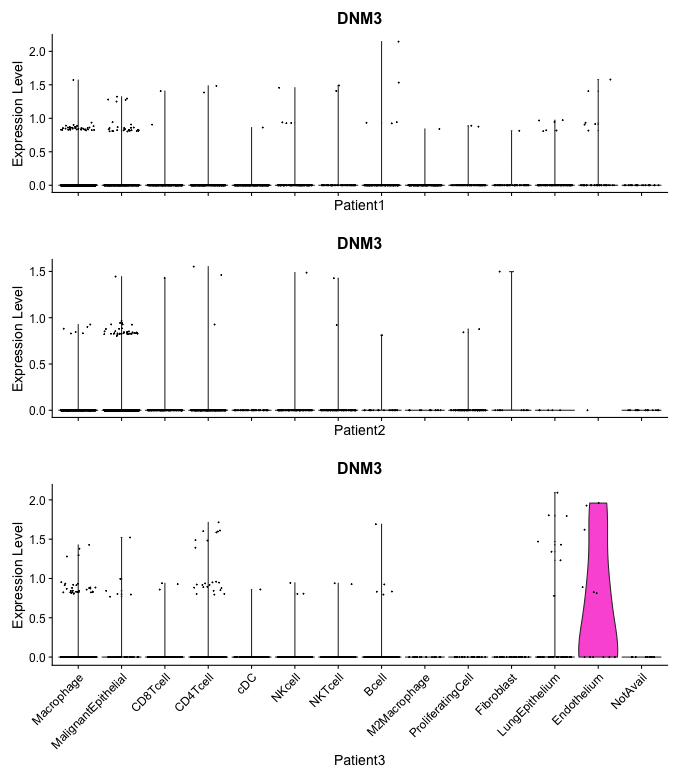 DNM3
Expression Level
2.0
1.5
1.0
0.5
0.0
Patient1
DNM3
Expression Level
1.5
1.0
0.5
0.0
Patient2
DNM3
Expression Level
2.0
1.5
1.0
0.5
0.0
Macrophage
MalignantEpithelial
CD8Tcell
CD4Tcell
cDC
NKcell
NKTcell
Bcell
M2Macrophage
ProliferatingCell
Fibroblast
LungEpithelium
Endothelium
NotAvail
Patient3